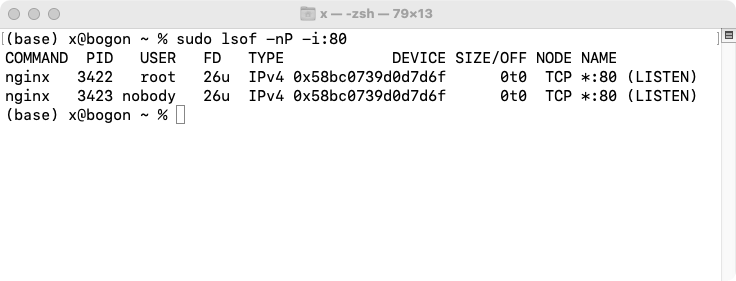 x — -zsh — 79×13
(base) x@bogon ~ % sudo lsof -nP -i:80
COMMAND  PID   USER   FD   TYPE            DEVICE SIZE/OFF NODE NAME
nginx   3422   root   26u  IPv4 0x58bc0739d0d7d6f      0t0  TCP *:80 (LISTEN)
nginx   3423 nobody   26u  IPv4 0x58bc0739d0d7d6f      0t0  TCP *:80 (LISTEN)
(base) x@bogon ~ %